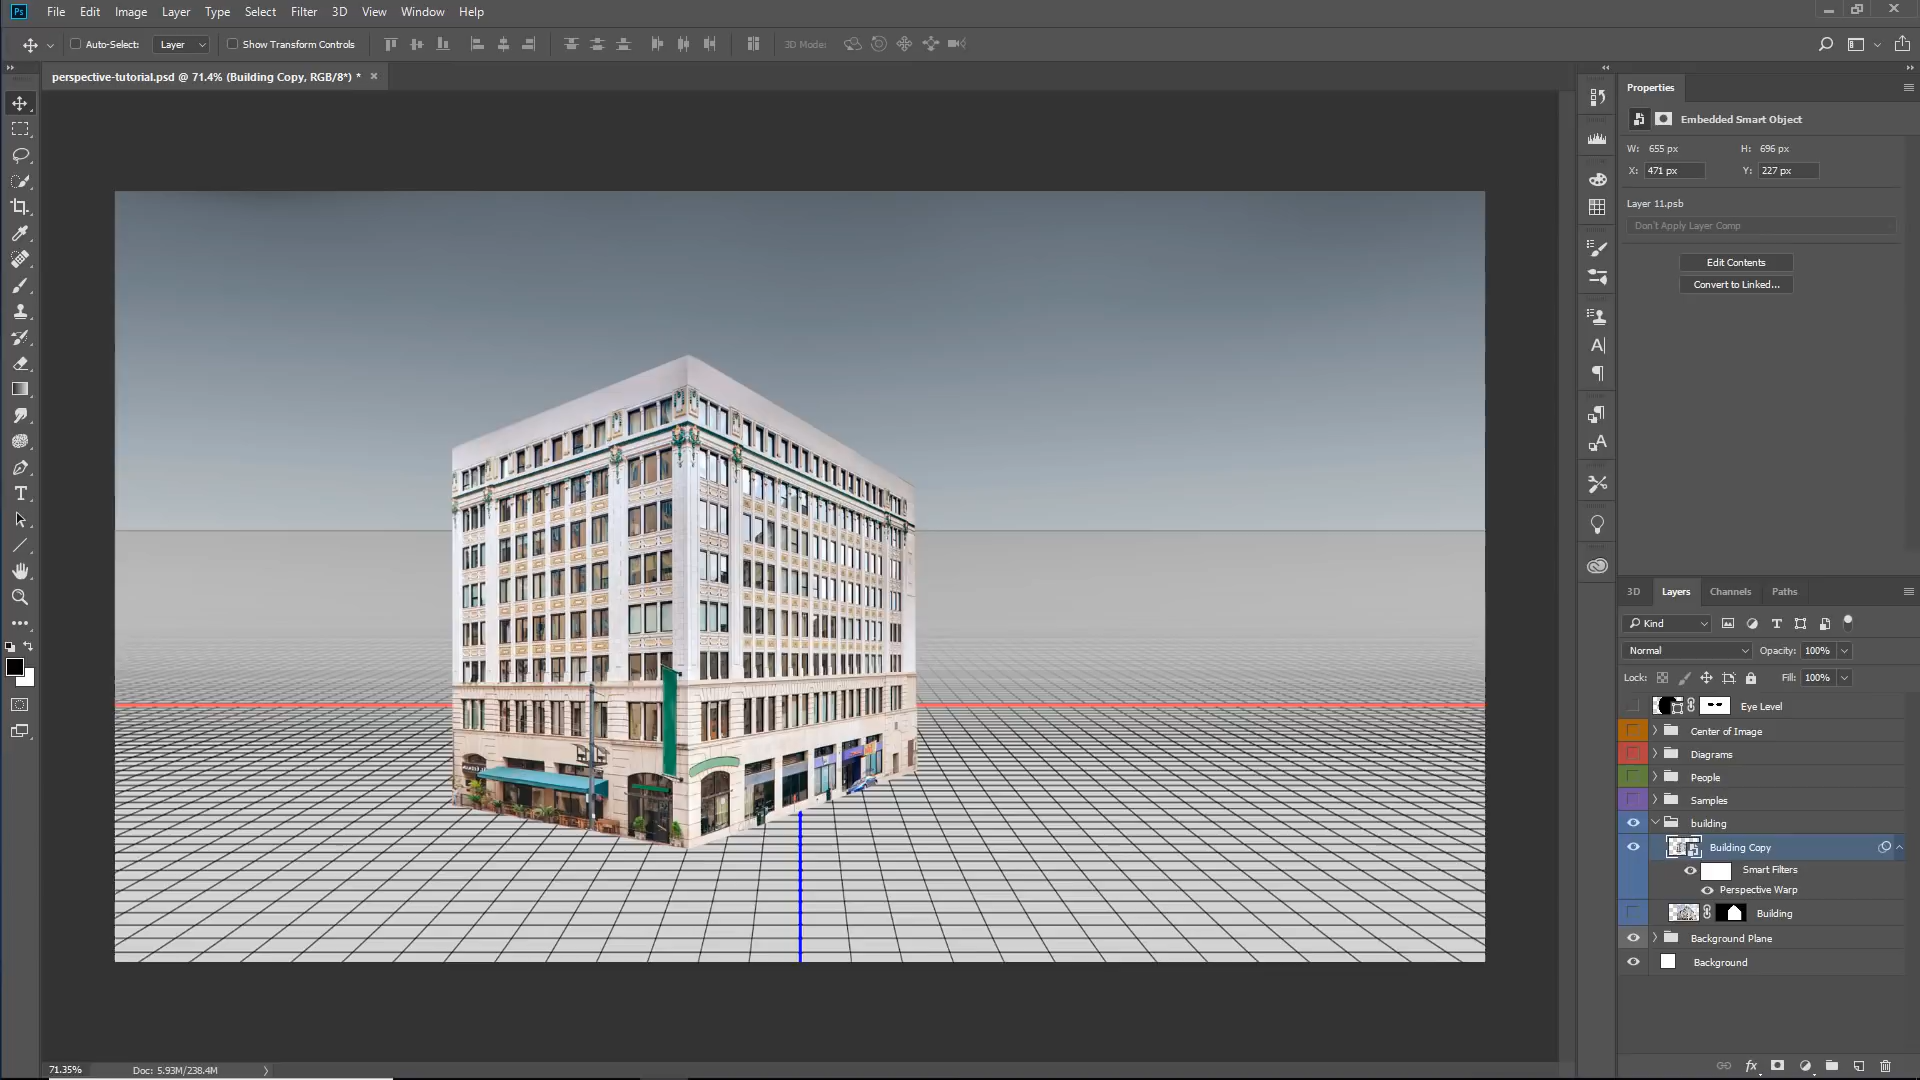 Ps File Edit Image Layer Type Select Filter 3D View Window Help
Auto-Select: Layer Show Transform Controls 3D Mode:
perspective-tutorial.psd @ 71.4% (Building Copy, RGB/8*) * ×
Properties
Embedded Smart Object
W: 655 px H: 696 px
X: 471 px Y: 227 px
Layer 11.psb
Don't Apply Layer Comp
Edit Contents
Convert to Linked...
3D Layers Channels Paths
Kind
Normal Opacity: 100%
Lock: Fill: 100%
Eye Level
Center of Image
Diagrams
People
Samples
building
Building Copy
Smart Filters
Perspective Warp
Building
Background Plane
Background
fx
71.35% Doc: 5.93M/238.4M